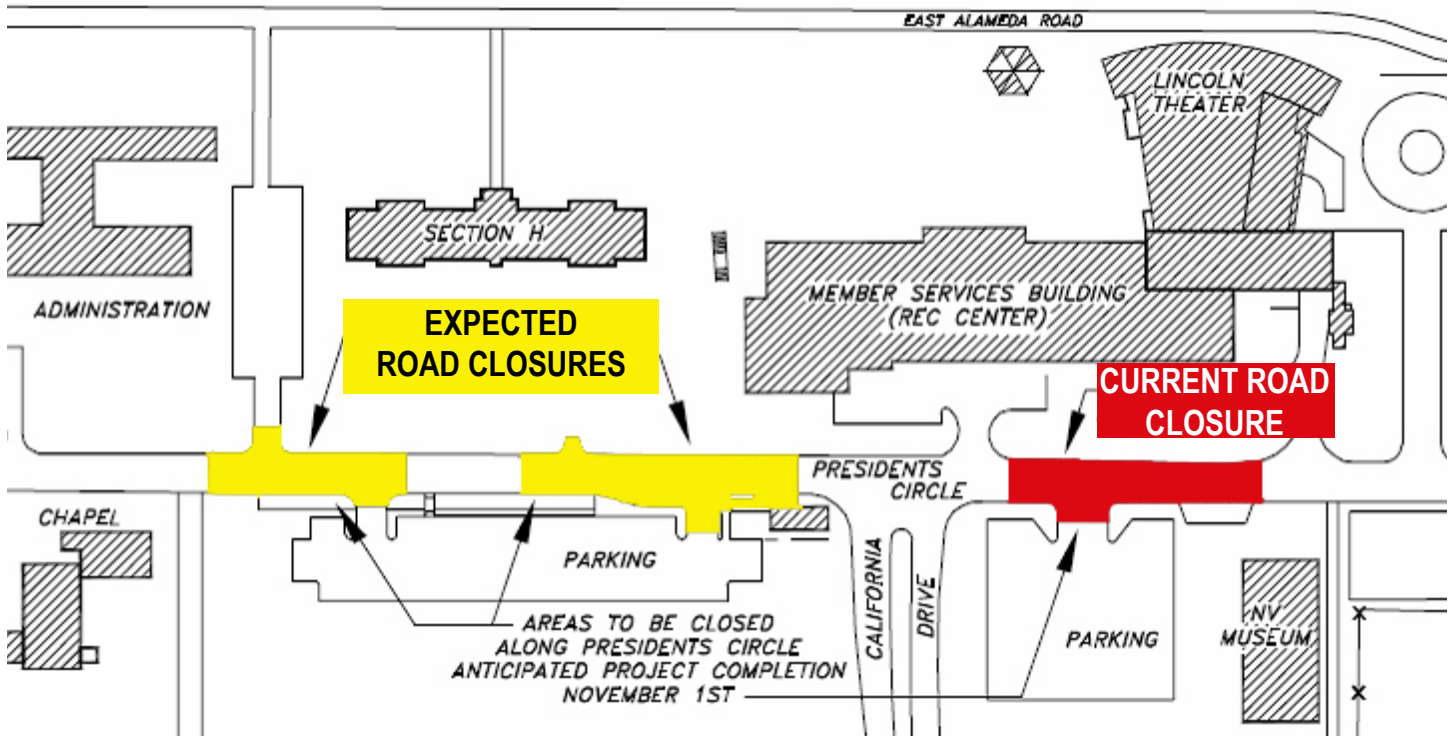 EAST ALAMEDA ROAD
LINCOLN
THEATER
SECTION H
ADMINISTRATION
MEMBER SERVICES BUILDING
(REC CENTER)
EXPECTED
ROAD CLOSURES
CURRENT ROAD
CLOSURE
PRESIDENTS
CIRCLE
CHAPEL
PARKING
CALIFORNIA
DRIVE
PARKING
NV
MUSEUM
AREAS TO BE CLOSED
ALONG PRESIDENTS CIRCLE
ANTICIPATED PROJECT COMPLETION
NOVEMBER 1ST